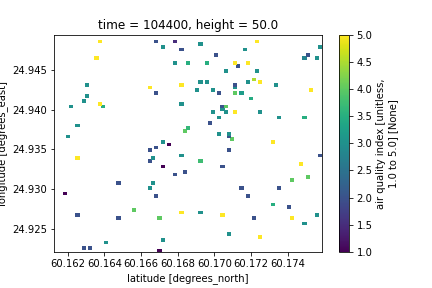 time = 104400, height = 50.0
24.945
24.940
24.935
24.930
24.925
longitude [degrees_east]
60.162 60.164 60.166 60.168 60.170 60.172 60.174
latitude [degrees_north]
5.0
4.5
4.0
3.5
3.0
2.5
2.0
1.5
1.0
air quality index [unitless,
1.0 to 5.0] [None]